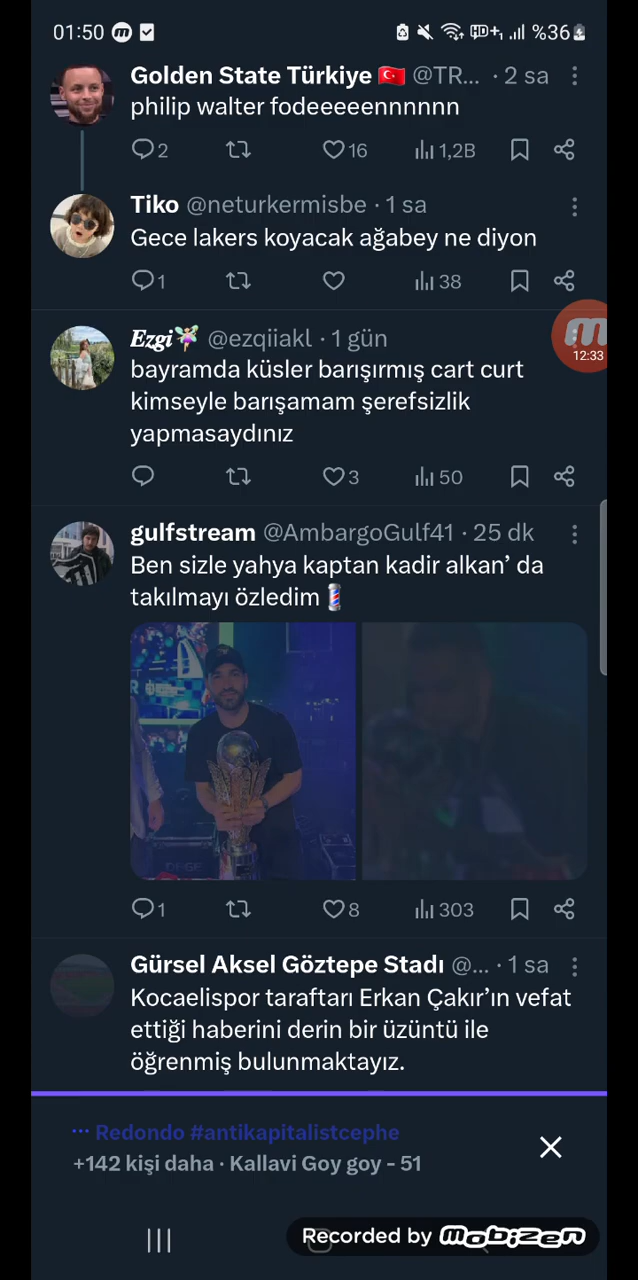 01:50 %36
Golden State Türkiye 🇹🇷 @TR... · 2 sa
philip walter fodeeeeennnnnn
2 16 1,2B
Tiko @neturkermisbe · 1 sa
Gece lakers koyacak ağabey ne diyon
1 38
Ezgi🧚🏻‍♀️ @ezqiiakl · 1 gün
12:33
bayramda küsler barışırmış cart curt
kimseyle barışamam şerefsizlik
yapmasaydınız
3 50
gulfstream @AmbargoGulf41 · 25 dk
Ben sizle yahya kaptan kadir alkan’ da
takılmayı özledim💈
1 8 303
Gürsel Aksel Göztepe Stadı @... · 1 sa
Kocaelispor taraftarı Erkan Çakır’ın vefat
ettiği haberini derin bir üzüntü ile
öğrenmiş bulunmaktayız.
··· Redondo #antikapitalistcephe
+142 kişi daha · Kallavi Goy goy - 51
Recorded by mobizen